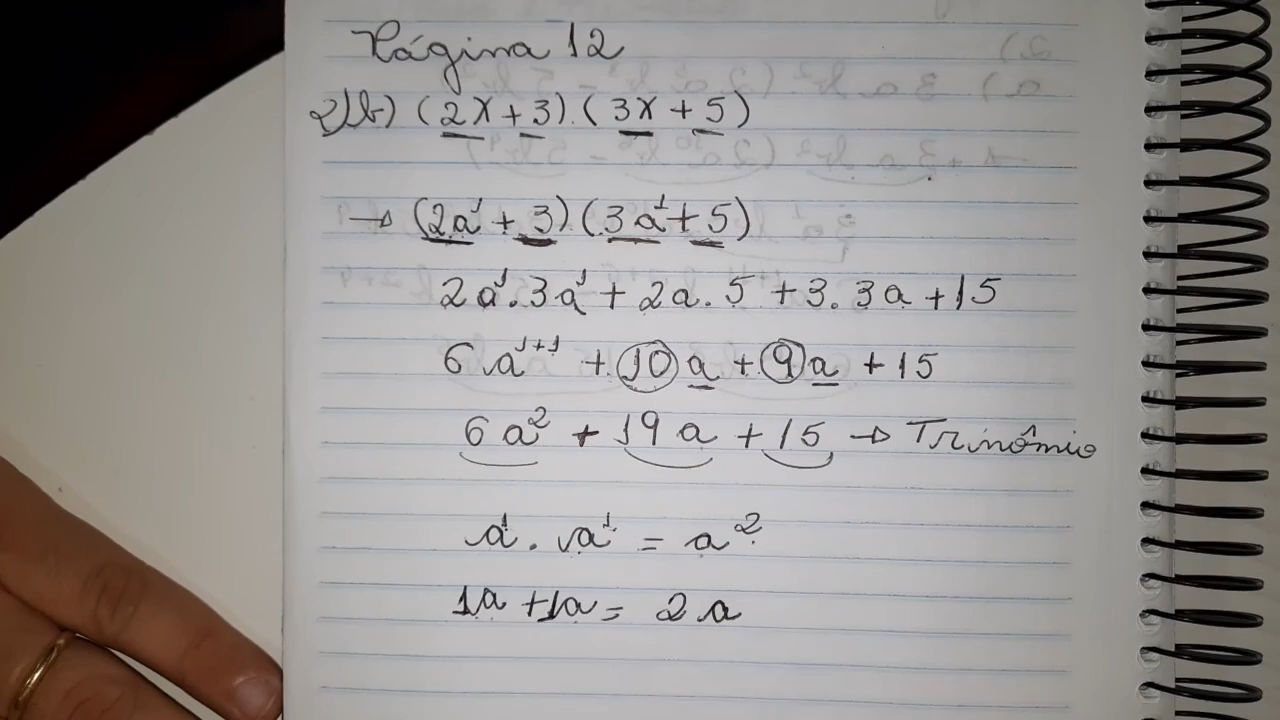 Página 12
2)b) (2x+3).(3x+5)
→ (2a¹ + 3).(3a¹+5)
2a¹.3a¹ + 2a.5 + 3.3a + 15
6a¹⁺¹ + 10a + 9a + 15
6a² + 19a + 15 → Trinômio
a¹ . a¹ = a²
1a + 1a = 2a